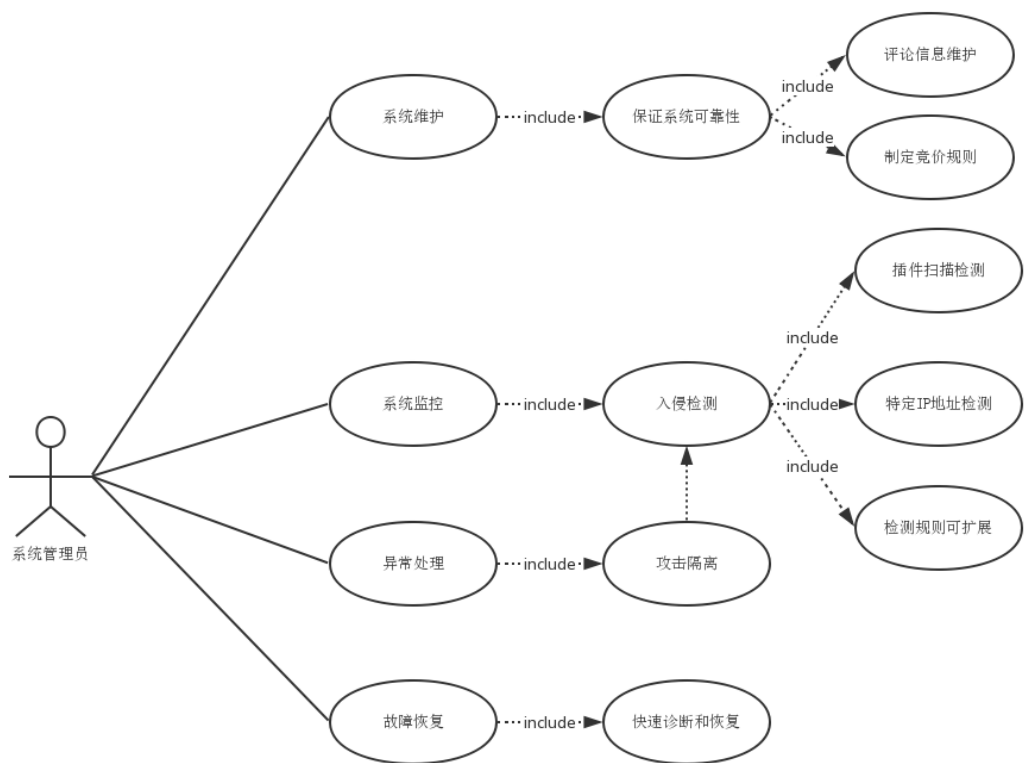 评论信息维护
include
系统维护
include
保证系统可靠性
include
制定竞价规则
插件扫描检测
include
系统监控
include
入侵检测
include
特定IP地址检测
include
检测规则可扩展
系统管理员
异常处理
include
攻击隔离
故障恢复
include
快速诊断和恢复